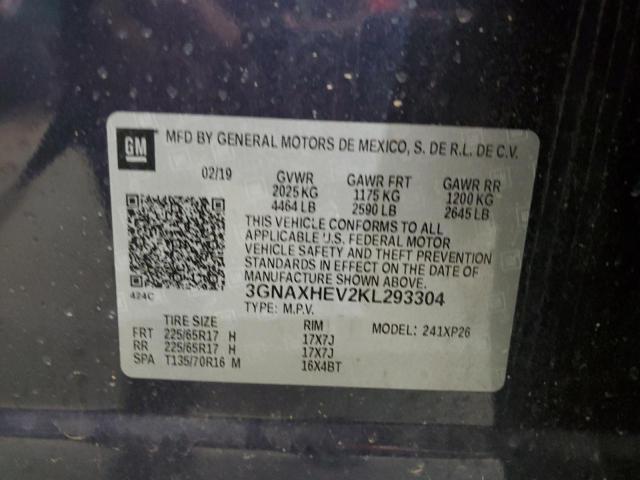 GM
MFD BY GENERAL MOTORS DE MEXICO, S. DE R.L. DE C.V.
02/19 GVWR GAWR FRT GAWR RR
2025 KG 1175 KG 1200 KG
4464 LB 2590 LB 2645 LB
THIS VEHICLE CONFORMS TO ALL
APPLICABLE U.S. FEDERAL MOTOR
VEHICLE SAFETY AND THEFT PREVENTION
STANDARDS IN EFFECT ON THE DATE OF
MANUFACTURE SHOWN ABOVE.
424C 3GNAXHEV2KL293304
TYPE: M.P.V.
TIRE SIZE RIM MODEL: 241XP26
FRT 225/65R17 H 17X7J
RR 225/65R17 H 17X7J
SPA T135/70R16 M 16X4BT